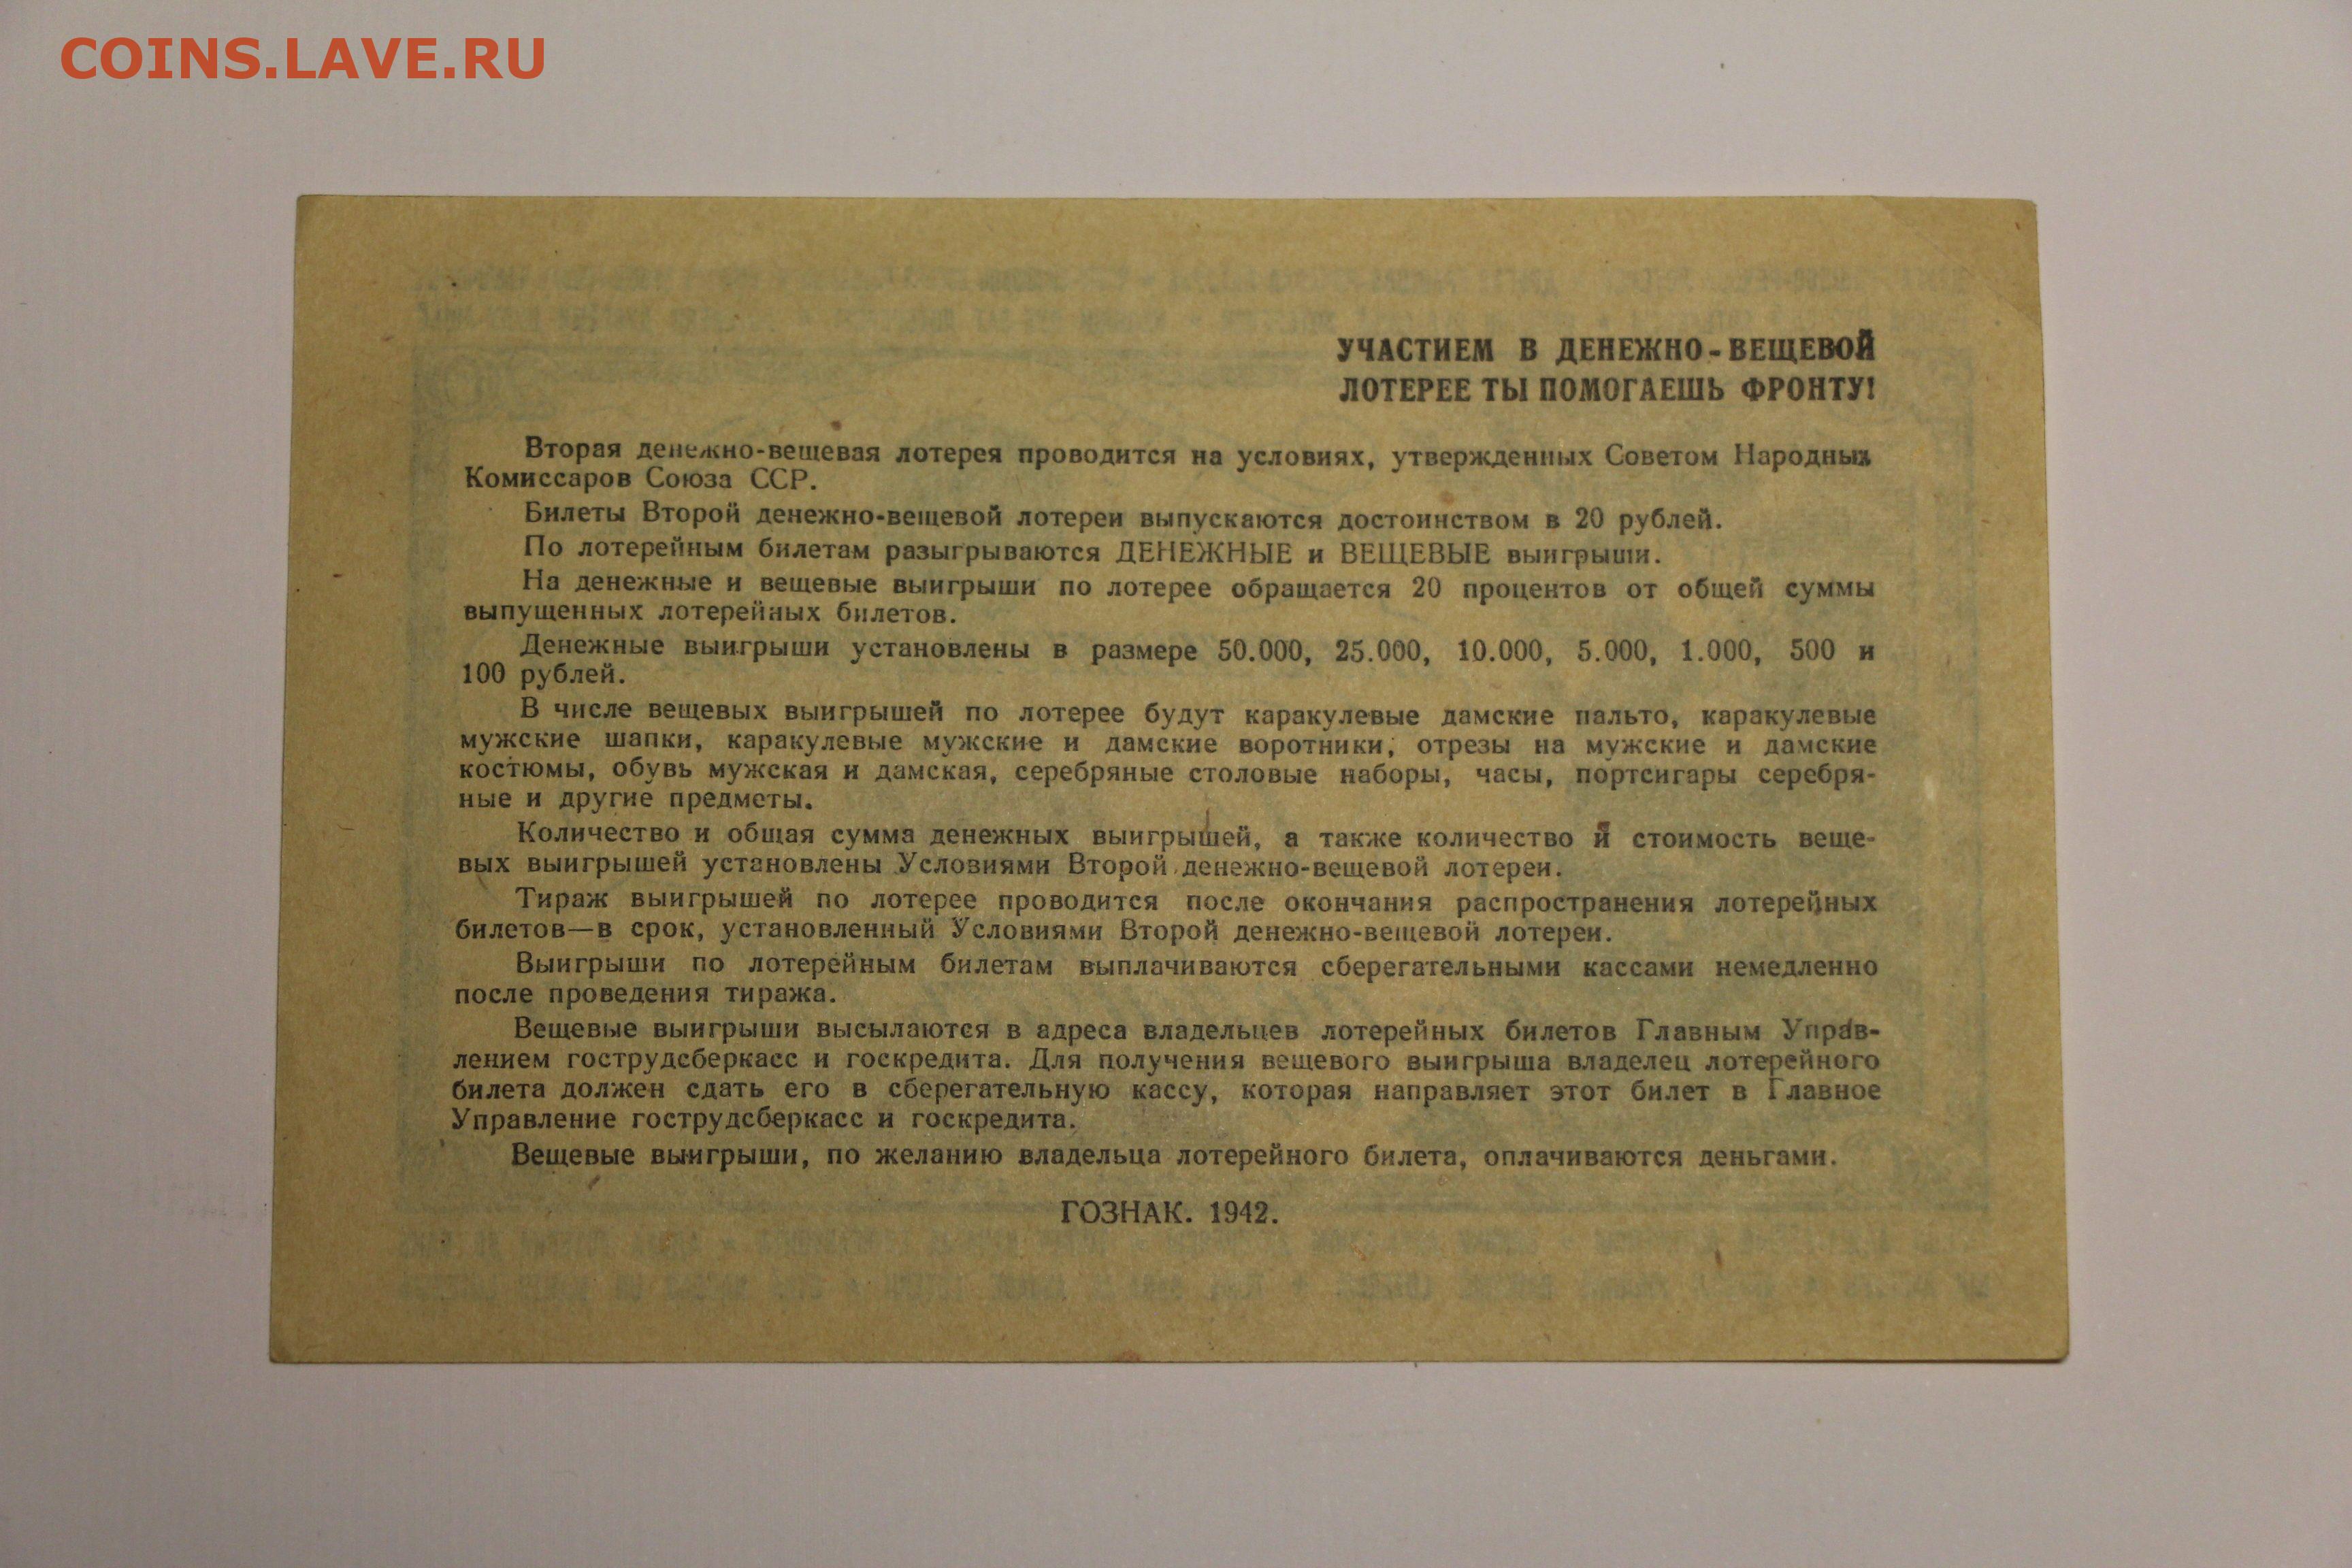 COINS.LAVE.RU
УЧАСТИЕМ В ДЕНЕЖНО-ВЕЩЕВОЙ
ЛОТЕРЕЕ ТЫ ПОМОГАЕШЬ ФРОНТУ!
Вторая денежно-вещевая лотерея проводится на условиях, утвержденных Советом Народных
Комиссаров Союза ССР.
Билеты Второй денежно-вещевой лотереи выпускаются достоинством в 20 рублей.
По лотерейным билетам разыгрываются ДЕНЕЖНЫЕ и ВЕЩЕВЫЕ выигрыши.
На денежные и вещевые выигрыши по лотерее обращается 20 процентов от общей суммы
выпущенных лотерейных билетов.
Денежные выигрыши установлены в размере 50.000, 25.000, 10.000, 5.000, 1.000, 500 и
100 рублей.
В числе вещевых выигрышей по лотерее будут каракулевые дамские пальто, каракулевые
мужские шапки, каракулевые мужские и дамские воротники, отрезы на мужские и дамские
костюмы, обувь мужская и дамская, серебряные столовые наборы, часы, портсигары серебря-
ные и другие предметы.
Количество и общая сумма денежных выигрышей, а также количество и стоимость веще-
вых выигрышей установлены Условиями Второй денежно-вещевой лотереи.
Тираж выигрышей по лотерее проводится после окончания распространения лотерейных
билетов—в срок, установленный Условиями Второй денежно-вещевой лотереи.
Выигрыши по лотерейным билетам выплачиваются сберегательными кассами немедленно
после проведения тиража.
Вещевые выигрыши высылаются в адреса владельцев лотерейных билетов Главным Управ-
лением гострудсберкасс и госкредита. Для получения вещевого выигрыша владелец лотерейного
билета должен сдать его в сберегательную кассу, которая направляет этот билет в Главное
Управление гострудсберкасс и госкредита.
Вещевые выигрыши, по желанию владельца лотерейного билета, оплачиваются деньгами.
ГОЗНАК. 1942.